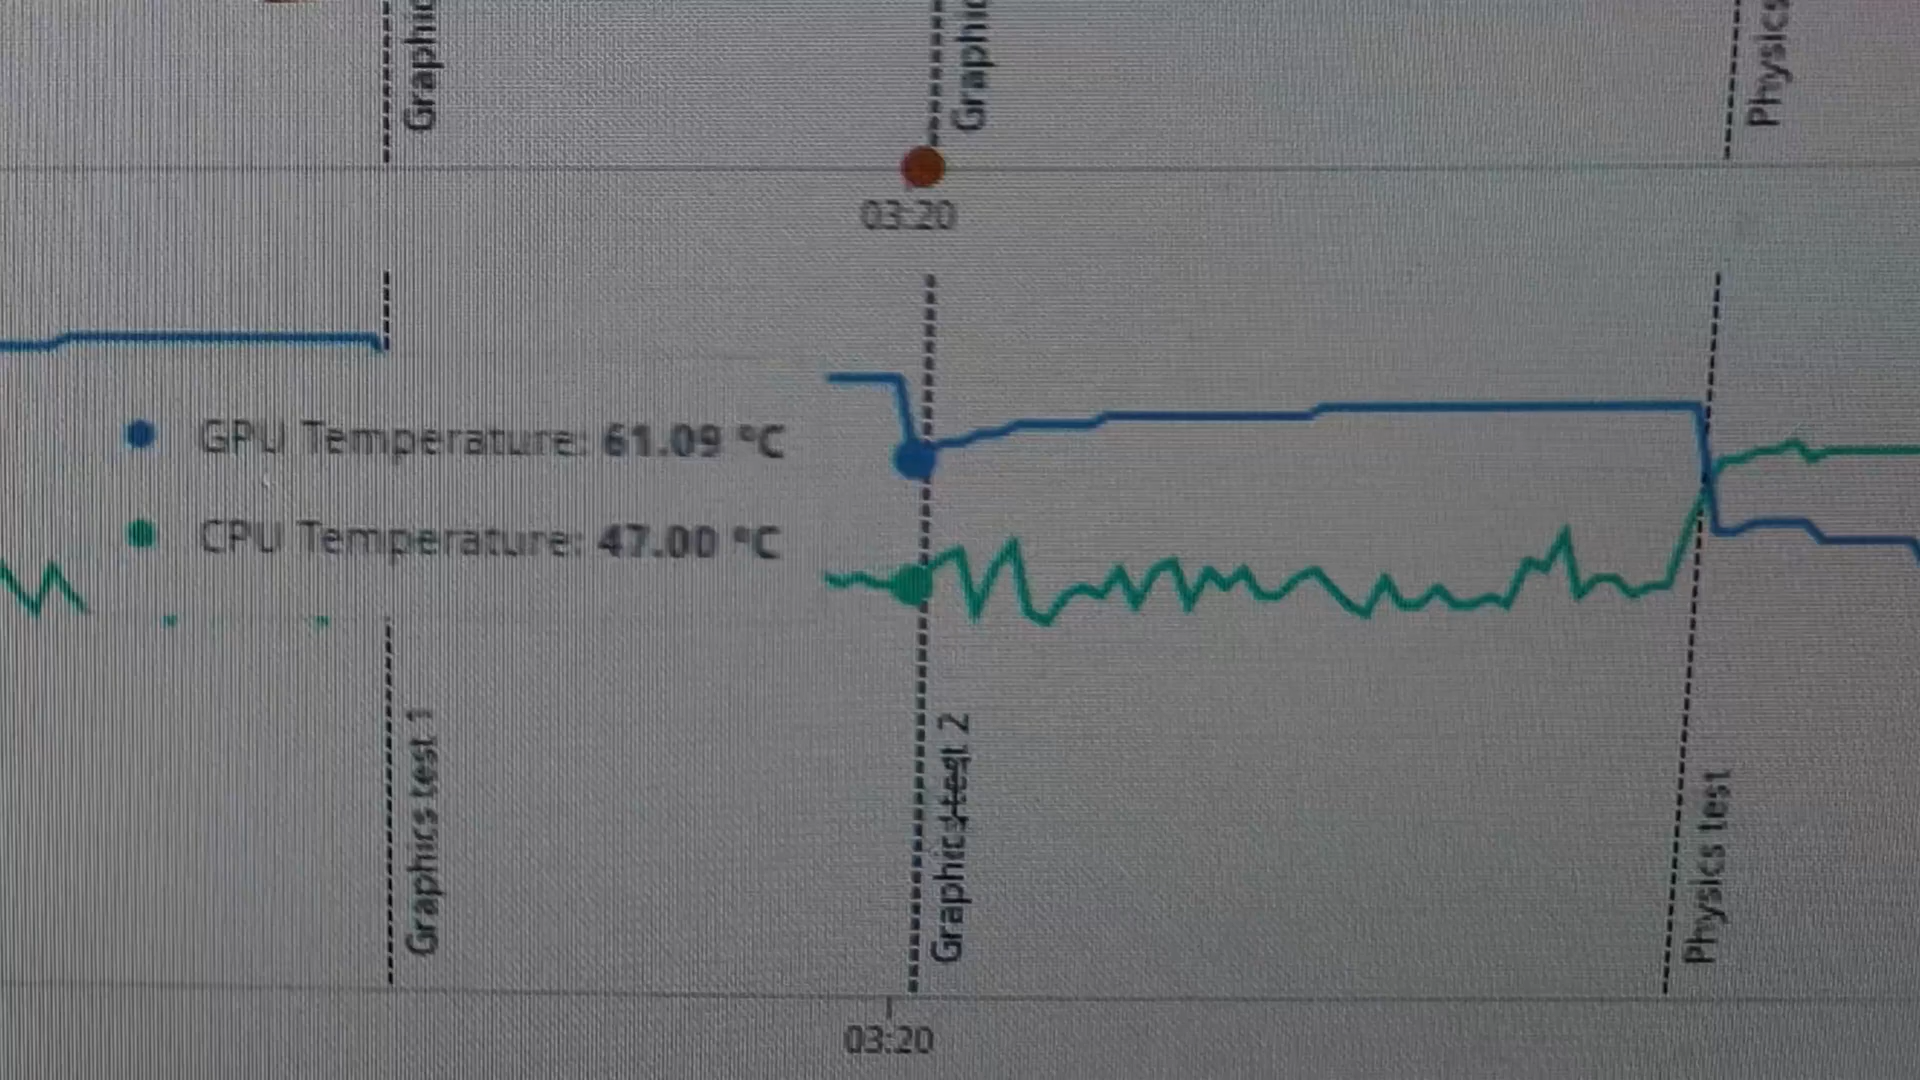 Graphic
Graphic
Physics
03:20
GPU Temperature: 61.09 °C
CPU Temperature: 47.00 °C
Graphics test 1
Graphics test 2
Physics test
03:20